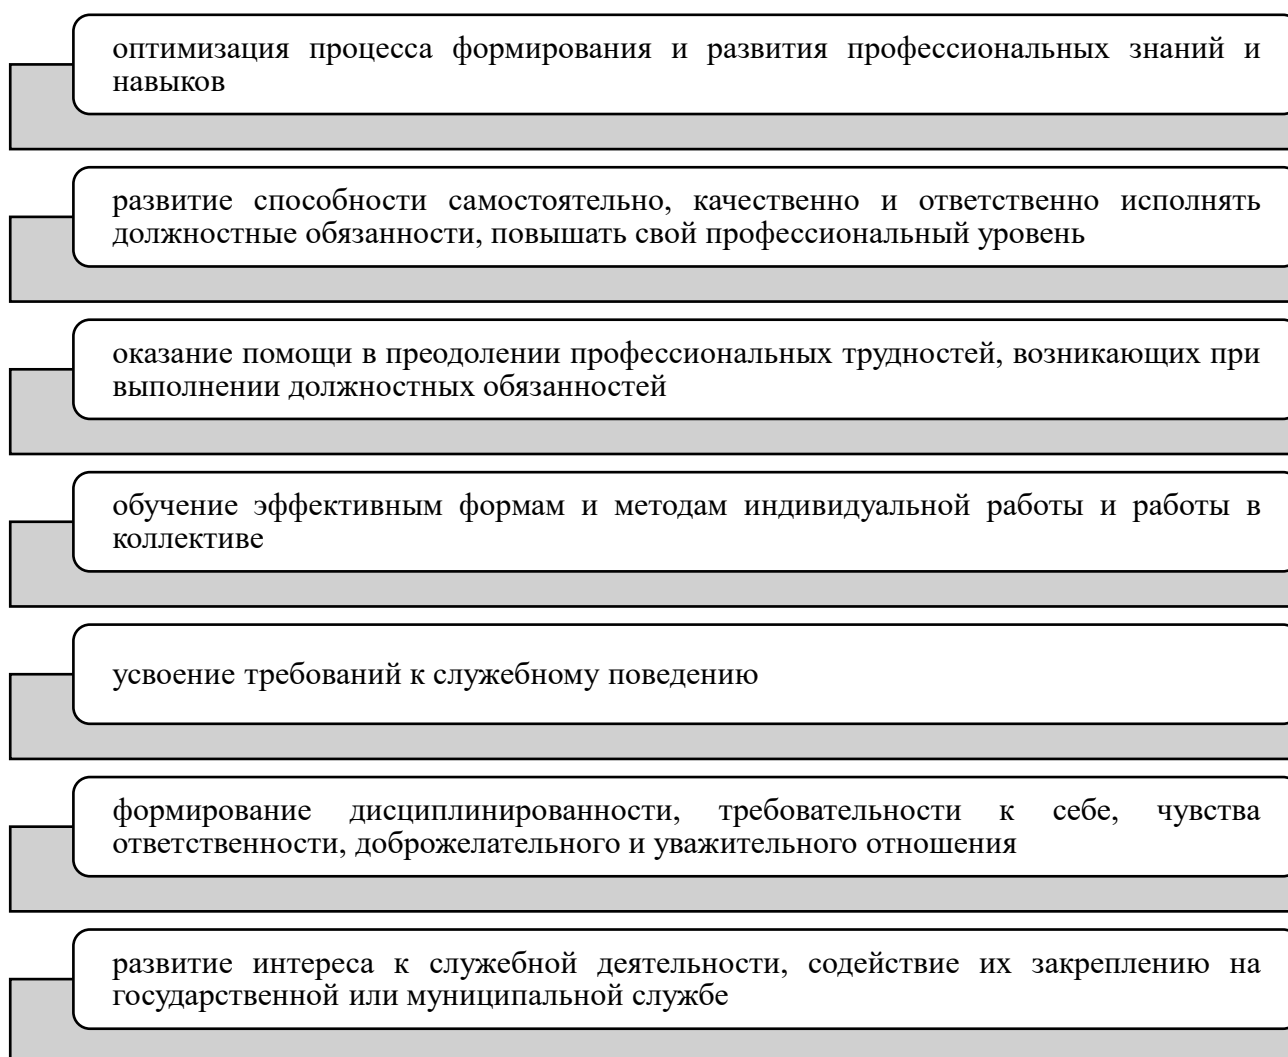 оптимизация процесса формирования и развития профессиональных знаний и
навыков
развитие способности самостоятельно, качественно и ответственно исполнять
должностные обязанности, повышать свой профессиональный уровень
оказание помощи в преодолении профессиональных трудностей, возникающих при
выполнении должностных обязанностей
обучение эффективным формам и методам индивидуальной работы и работы в
коллективе
усвоение требований к служебному поведению
формирование дисциплинированности, требовательности к себе, чувства
ответственности, доброжелательного и уважительного отношения
развитие интереса к служебной деятельности, содействие их закреплению на
государственной или муниципальной службе